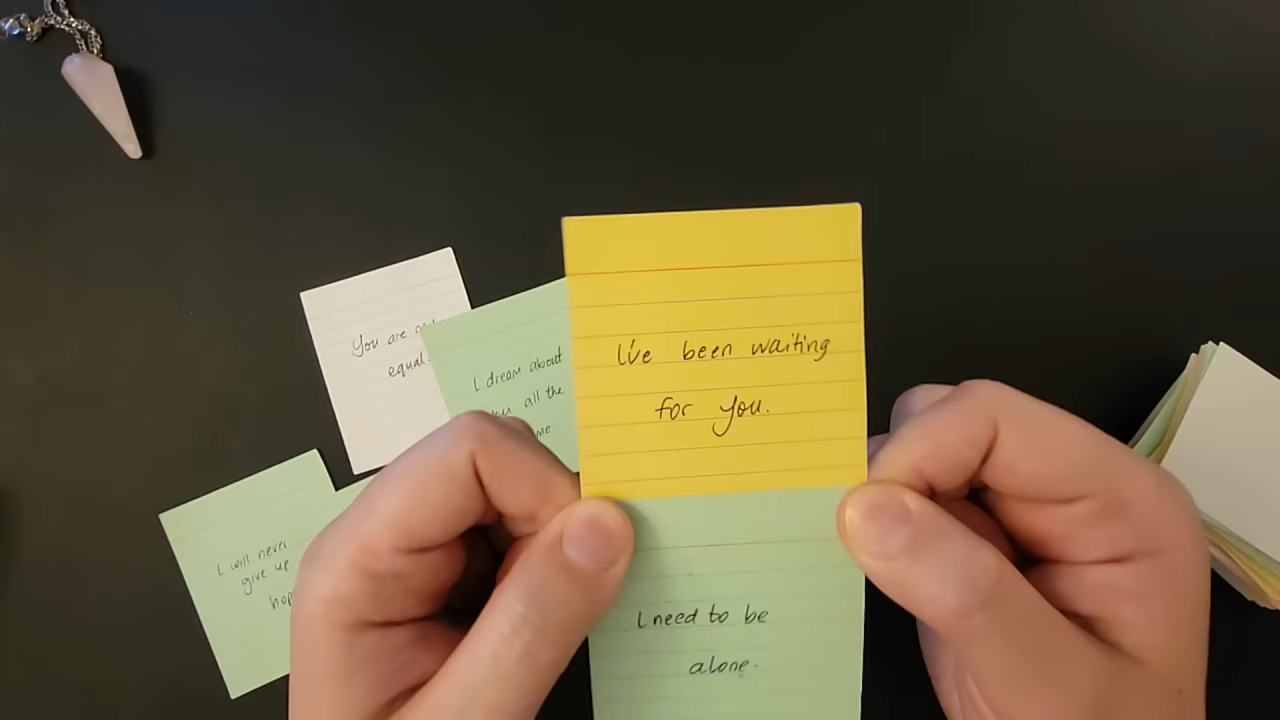 You are
equal.
I dream about
all the
I've been waiting
for you.
I will never
give up
I need to be
alone.